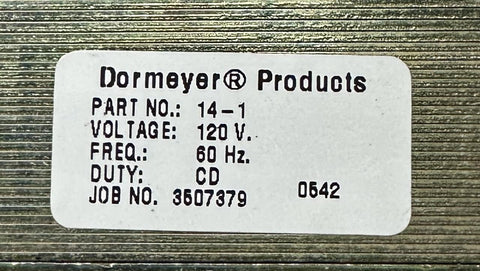 Dormeyer® Products
PART NO.: 14-1
VOLTAGE: 120 V.
FREQ.: 60 Hz.
DUTY: CD
JOB NO. 3507379 0542